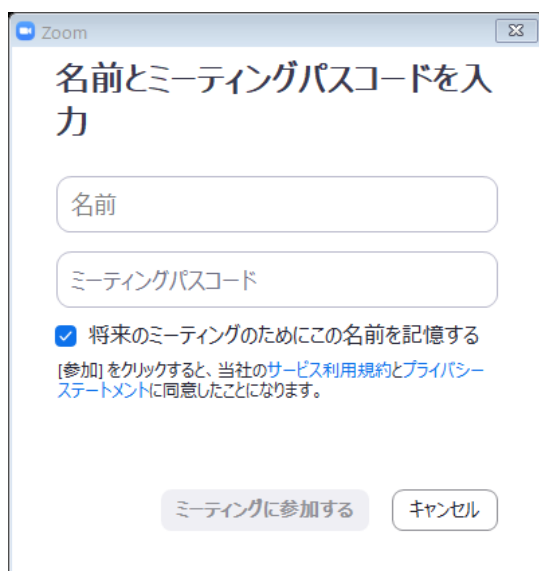 Zoom
名前とミーティングパスコードを入
力
名前
ミーティングパスコード
将来のミーティングのためにこの名前を記憶する
[参加] をクリックすると、当社のサービス利用規約とプライバシー
ステートメントに同意したことになります。
ミーティングに参加する
キャンセル